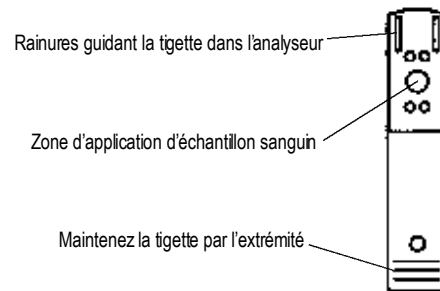 Rainures guidant la tigette dans l’analyseur
Zone d’application d’échantillon sanguin
Maintenez la tigette par l’extrémité